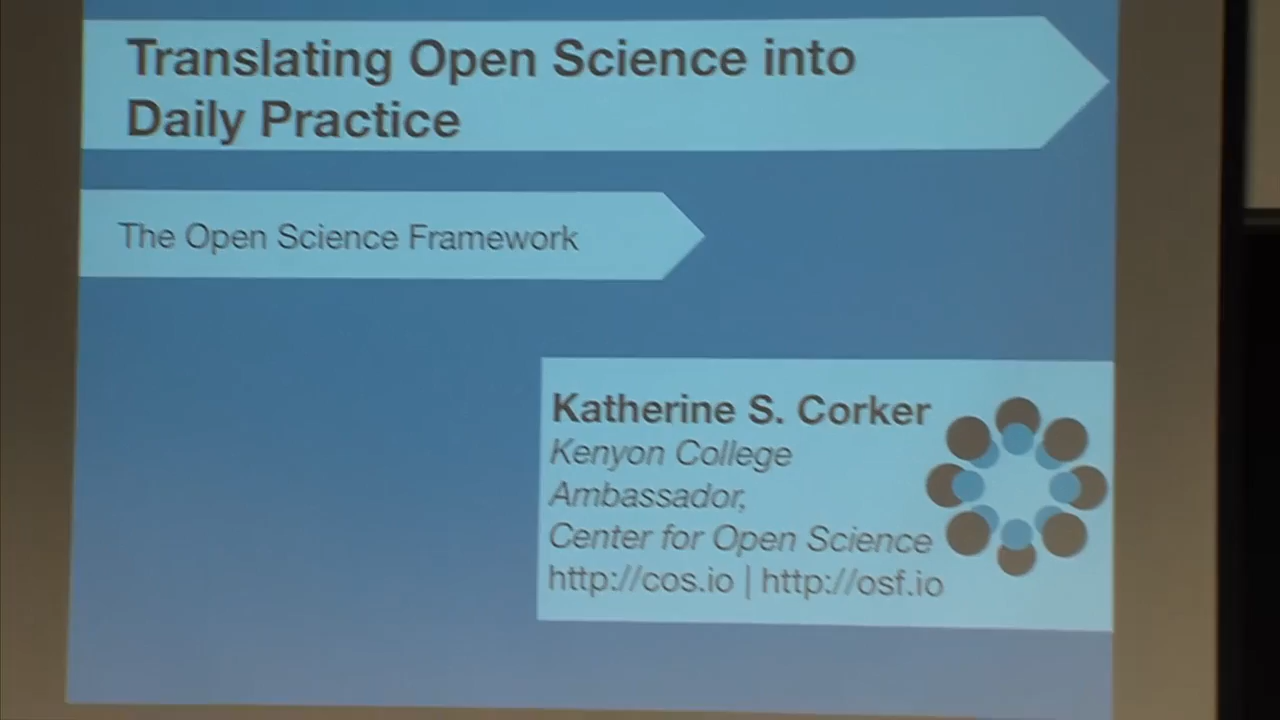 Translating Open Science into
Daily Practice
The Open Science Framework
Katherine S. Corker
Kenyon College
Ambassador,
Center for Open Science
http://cos.io | http://osf.io